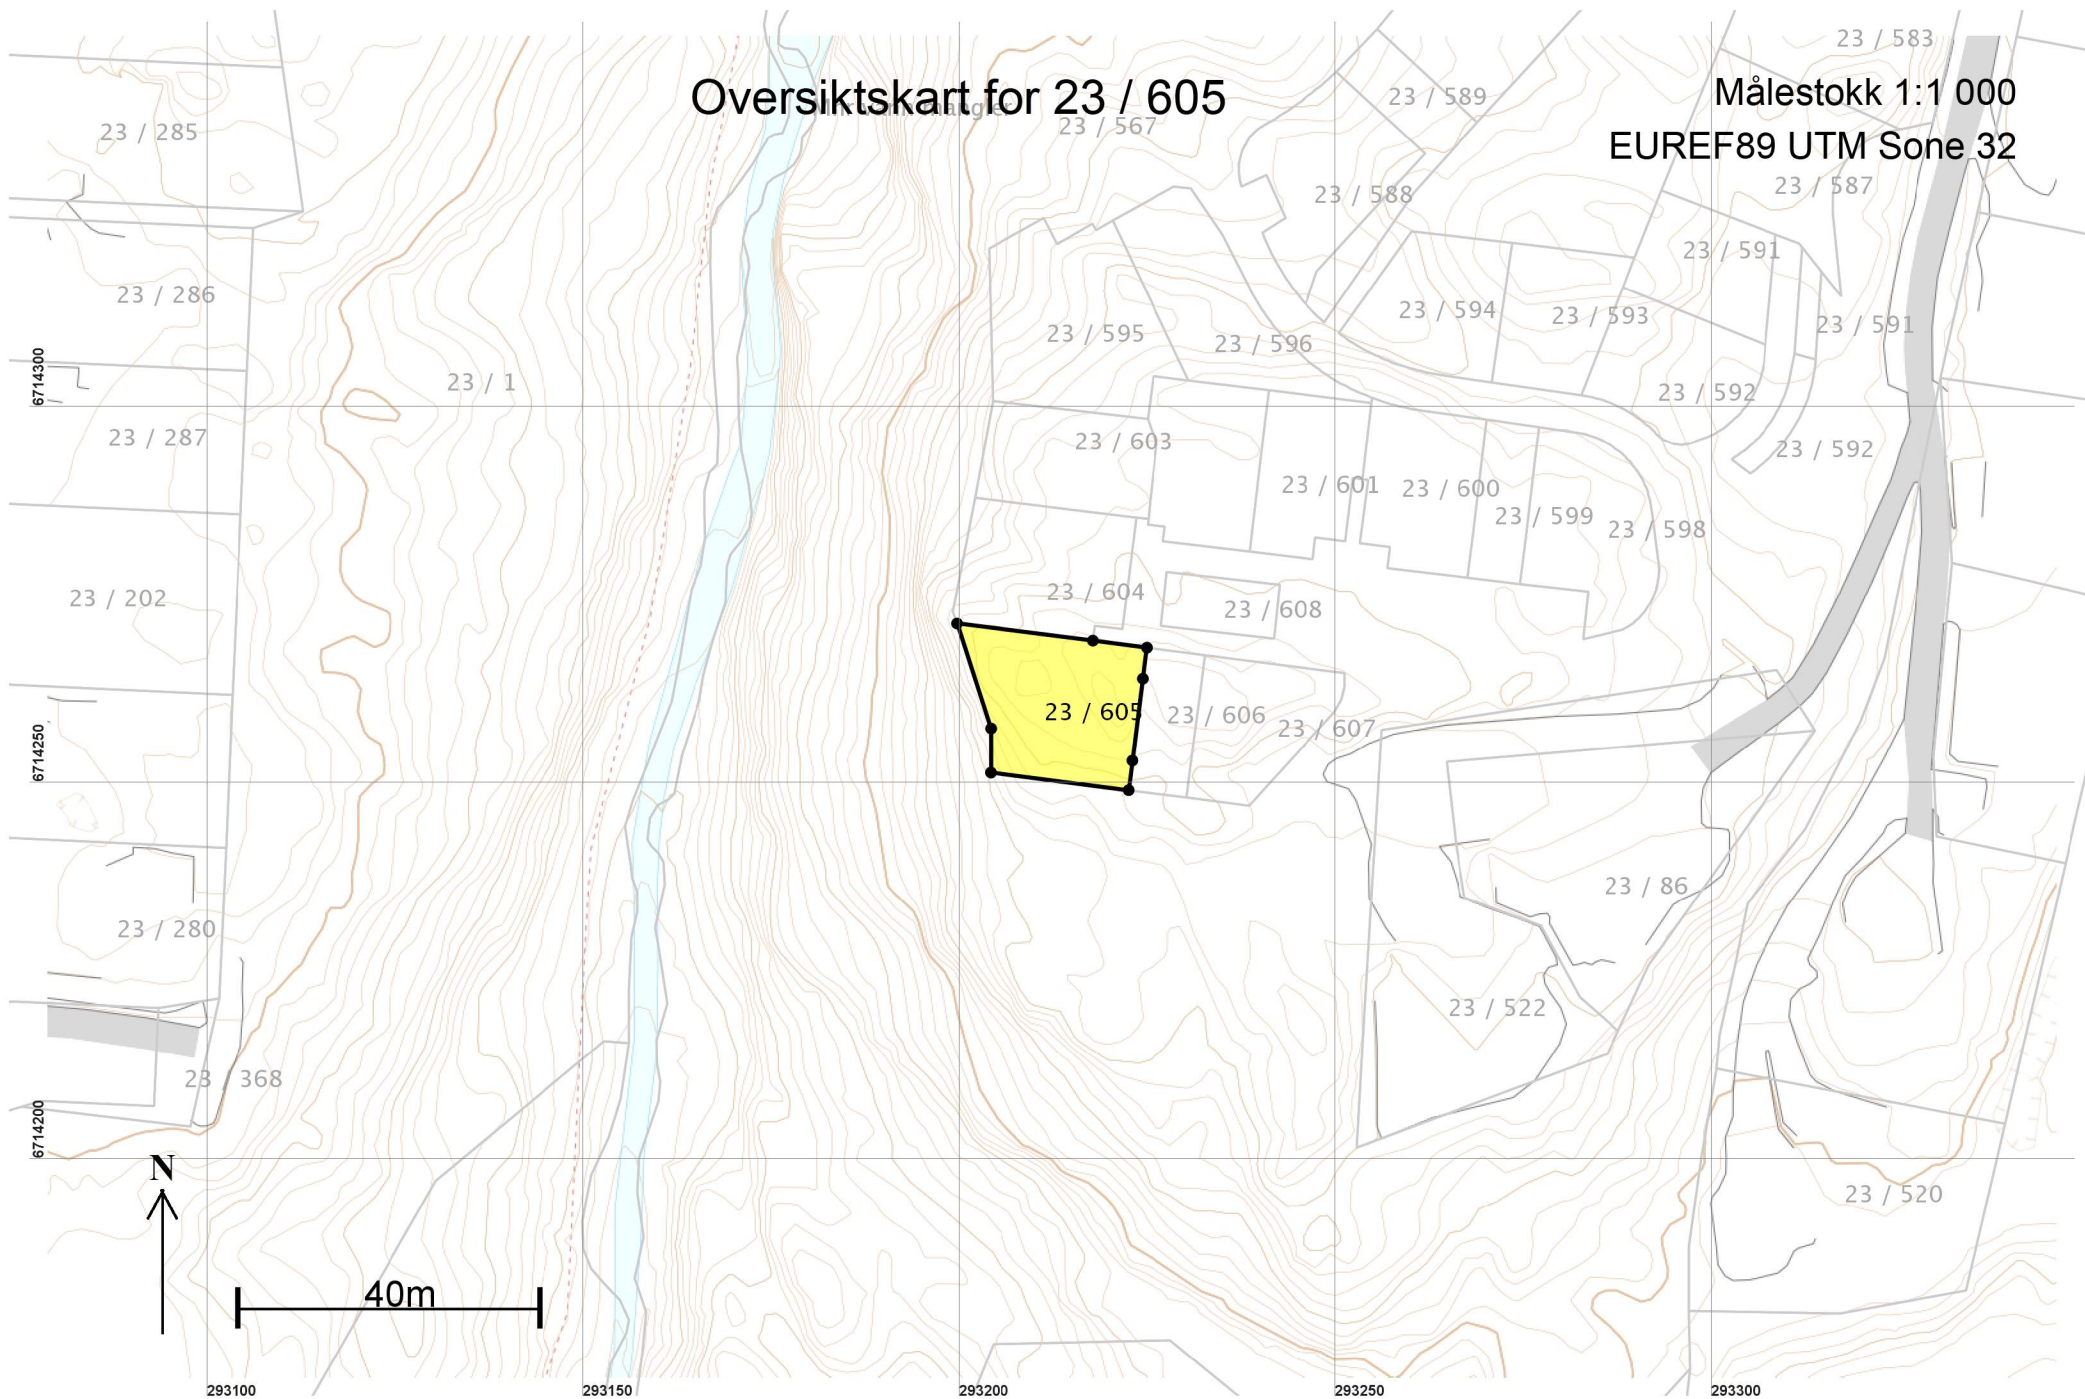 Oversiktskart for 23 / 605
Målestokk 1:1 000
EUREF89 UTM Sone 32
23 / 583
23 / 589
23 / 567
23 / 285
23 / 588
23 / 587
23 / 591
23 / 286
23 / 594
23 / 593
23 / 591
23 / 595
23 / 596
6714300
23 / 1
23 / 592
23 / 287
23 / 603
23 / 592
23 / 601
23 / 600
23 / 599
23 / 598
23 / 202
23 / 604
23 / 608
23 / 605
23 / 606
23 / 607
6714250
23 / 86
23 / 280
23 / 522
23 / 368
6714200
N
23 / 520
40m
293100
293150
293200
293250
293300